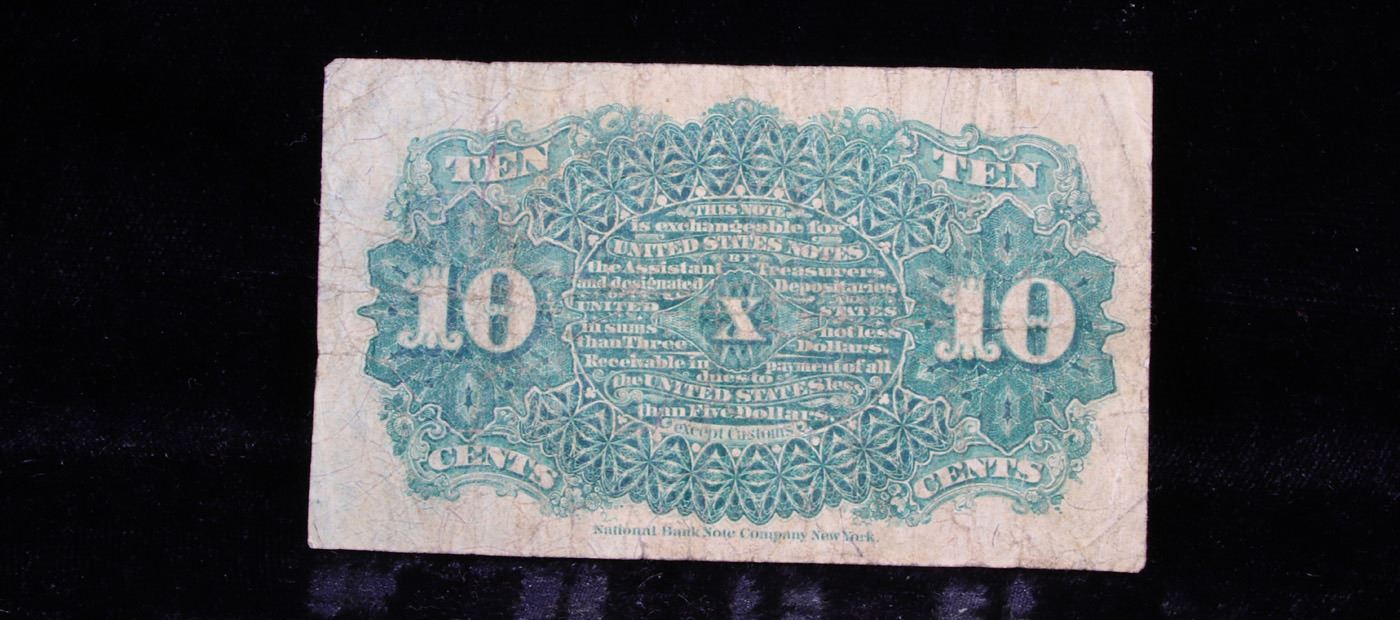 TEN TEN
THIS NOTE
is exchangeable for
UNITED STATES NOTES
BY
the Assistant Treasurers
and designated Depositaries
OF THE
UNITED STATES
in sums not less
than Three Dollars.
10 X 10
Receivable in payment of all
dues to
the UNITED STATES less
than Five Dollars
except Customs
CENTS CENTS
National Bank Note Company New York.